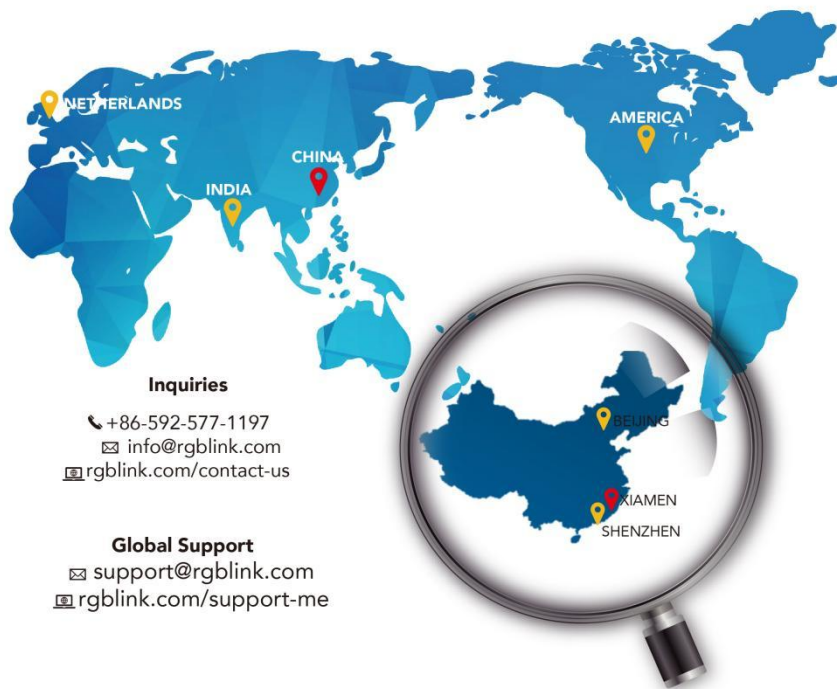 NETHERLANDS
AMERICA
CHINA
INDIA
Inquiries
+86-592-577-1197
info@rgblink.com
rgblink.com/contact-us
BEIJING
XIAMEN
SHENZHEN
Global Support
support@rgblink.com
rgblink.com/support-me